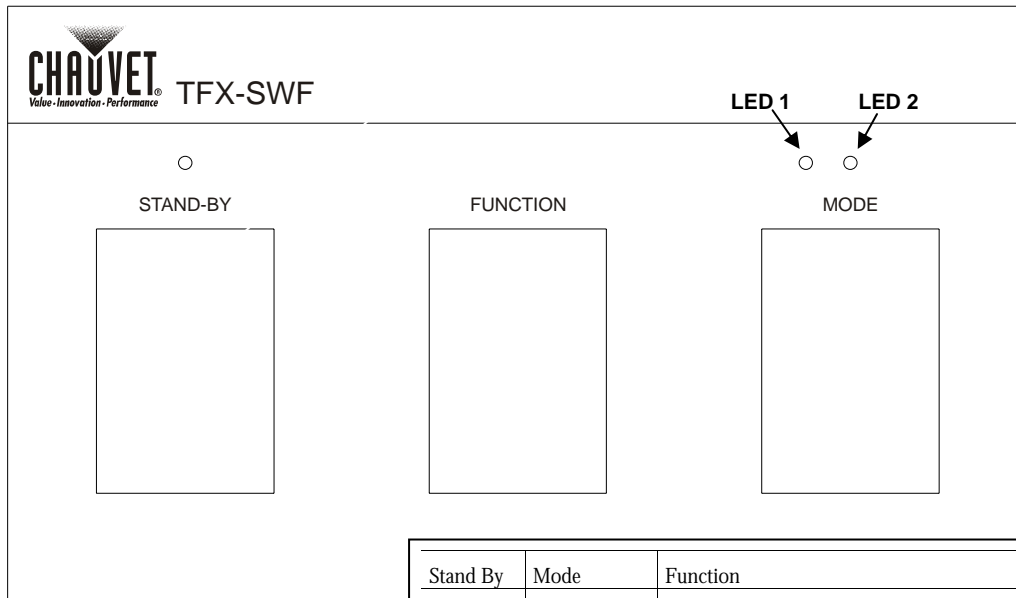 CHAUVET®
Value·Innovation·Performance
TFX-SWF
LED 1 LED 2
STAND-BY FUNCTION MODE
Stand By Mode Function